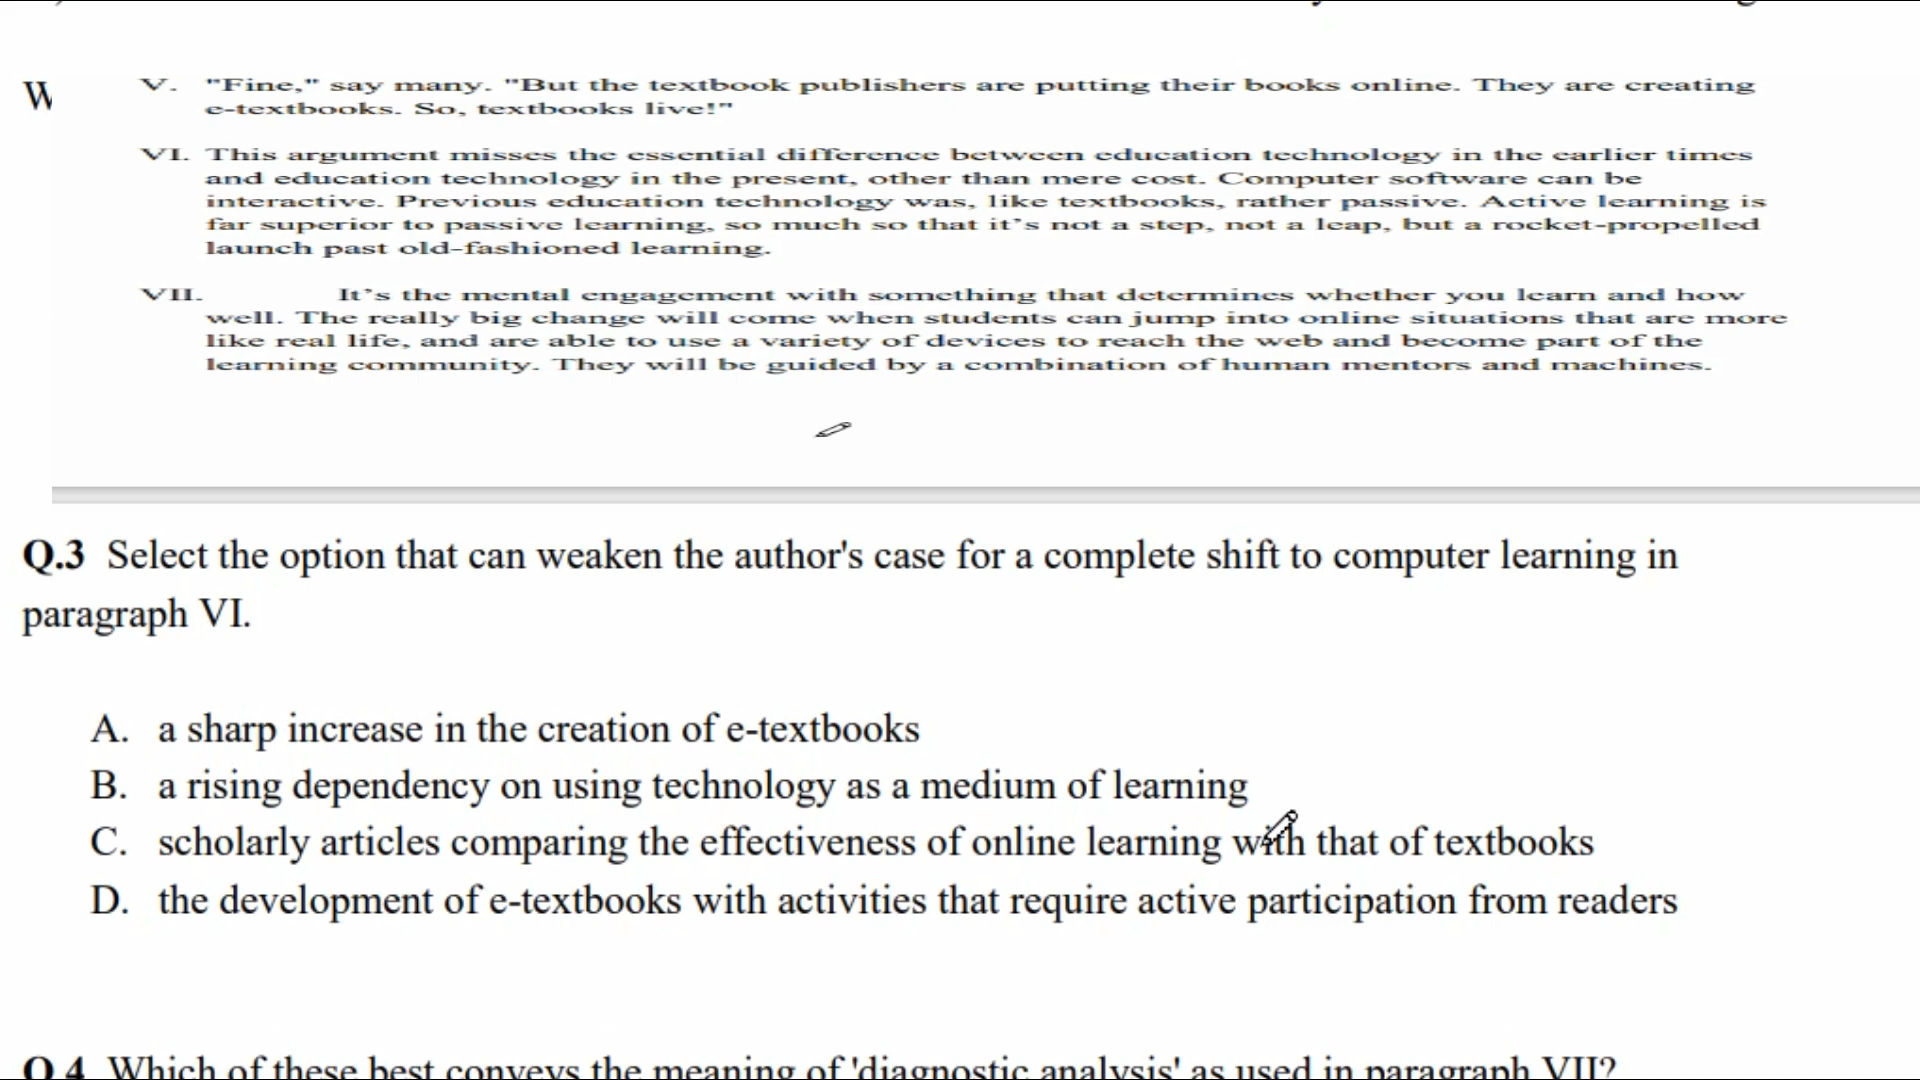 W
V. "Fine," say many. "But the textbook publishers are putting their books online. They are creating
e-textbooks. So, textbooks live!"
VI. This argument misses the essential difference between education technology in the earlier times
and education technology in the present, other than mere cost. Computer software can be
interactive. Previous education technology was, like textbooks, rather passive. Active learning is
far superior to passive learning, so much so that it's not a step, not a leap, but a rocket-propelled
launch past old-fashioned learning.
VII. It's the mental engagement with something that determines whether you learn and how
well. The really big change will come when students can jump into online situations that are more
like real life, and are able to use a variety of devices to reach the web and become part of the
learning community. They will be guided by a combination of human mentors and machines.
Q.3 Select the option that can weaken the author's case for a complete shift to computer learning in
paragraph VI.
A. a sharp increase in the creation of e-textbooks
B. a rising dependency on using technology as a medium of learning
C. scholarly articles comparing the effectiveness of online learning with that of textbooks
D. the development of e-textbooks with activities that require active participation from readers
Q.4 Which of these best conveys the meaning of 'diagnostic analysis' as used in paragraph VII?